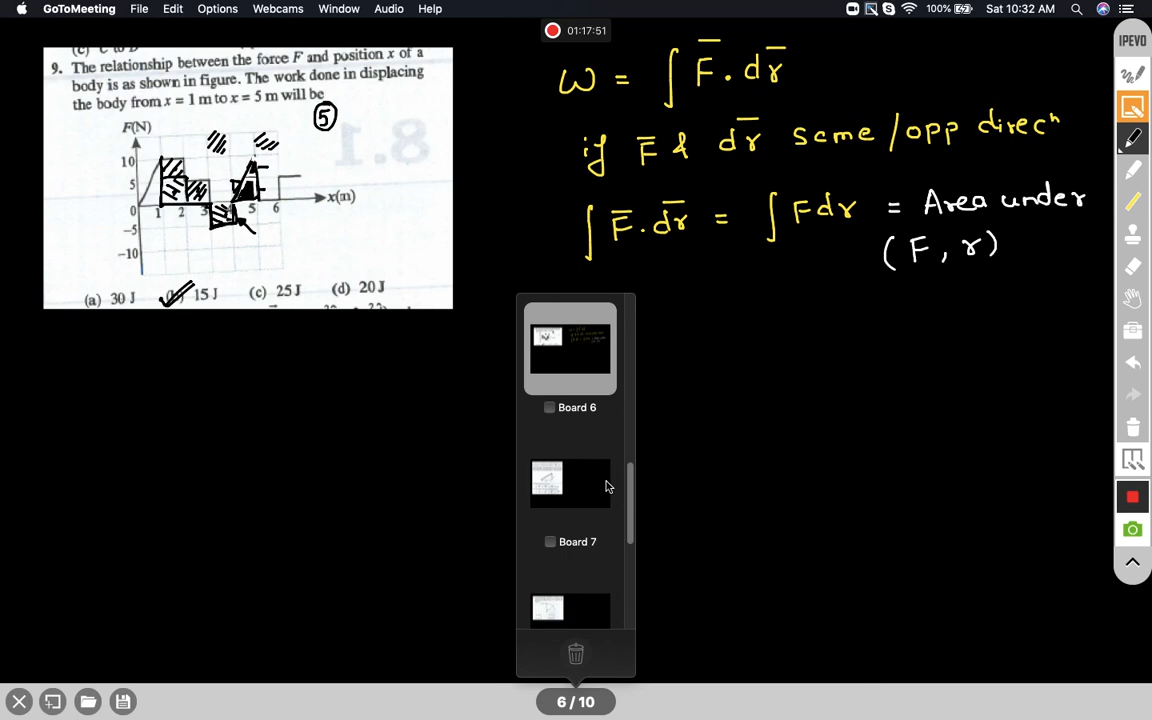 GoToMeeting File Edit Options Webcams Window Audio Help 100% Sat 10:32 AM
01:17:51
IPEVO
9. The relationship between the force F and position x of a
body is as shown in figure. The work done in displacing
the body from x = 1 m to x = 5 m will be
5
F(N)
10
5
0 1 2 3 5 6 x(m)
−5
−10
(a) 30 J 15 J (c) 25 J (d) 20 J
ω = ∫ F̅ . dr̅
if F̅ & dr̅ same / opp direcⁿ
∫ F̅ . dr̅ = ∫ F dr = Area under
(F, r)
Board 6
Board 7
6 / 10